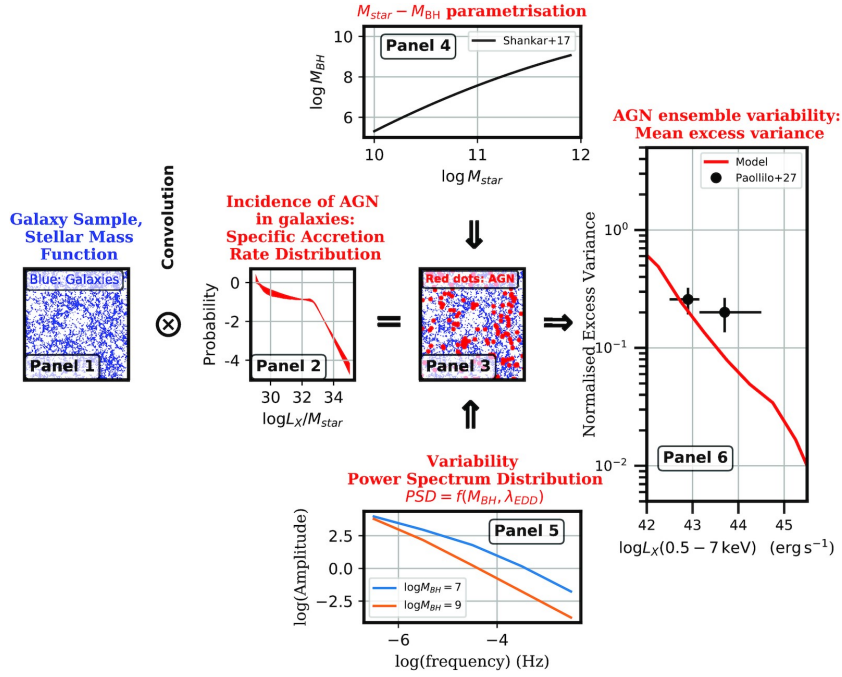 M_star − M_BH parametrisation
Panel 4
Shankar+17
log M_BH
10
8
6
10
11
12
log M_star
Galaxy Sample,
Stellar Mass
Function
Blue: Galaxies
Panel 1
Convolution
⊗
Incidence of AGN
in galaxies:
Specific Accretion
Rate Distribution
Probability
0
−2
−4
Panel 2
30
32
34
logL_X/M_star
=
Red dots: AGN
Panel 3
⇓
⇒
⇑
Variability
Power Spectrum Distribution
PSD = f(M_BH, λ_EDD)
Panel 5
log(Amplitude)
2.5
0.0
−2.5
logM_BH = 7
logM_BH = 9
−6
−4
log(frequency) (Hz)
AGN ensemble variability:
Mean excess variance
Model
Paollilo+27
Normalised Excess Variance
10^0
10^−1
10^−2
Panel 6
42
43
44
45
logL_X(0.5 − 7 keV) (erg s^−1)